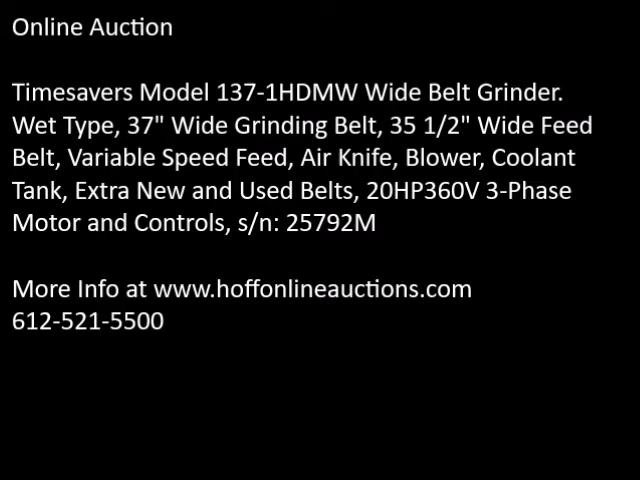 Online Auction
Timesavers Model 137-1HDMW Wide Belt Grinder.
Wet Type, 37" Wide Grinding Belt, 35 1/2" Wide Feed
Belt, Variable Speed Feed, Air Knife, Blower, Coolant
Tank, Extra New and Used Belts, 20HP360V 3-Phase
Motor and Controls, s/n: 25792M
More Info at www.hoffonlineauctions.com
612-521-5500